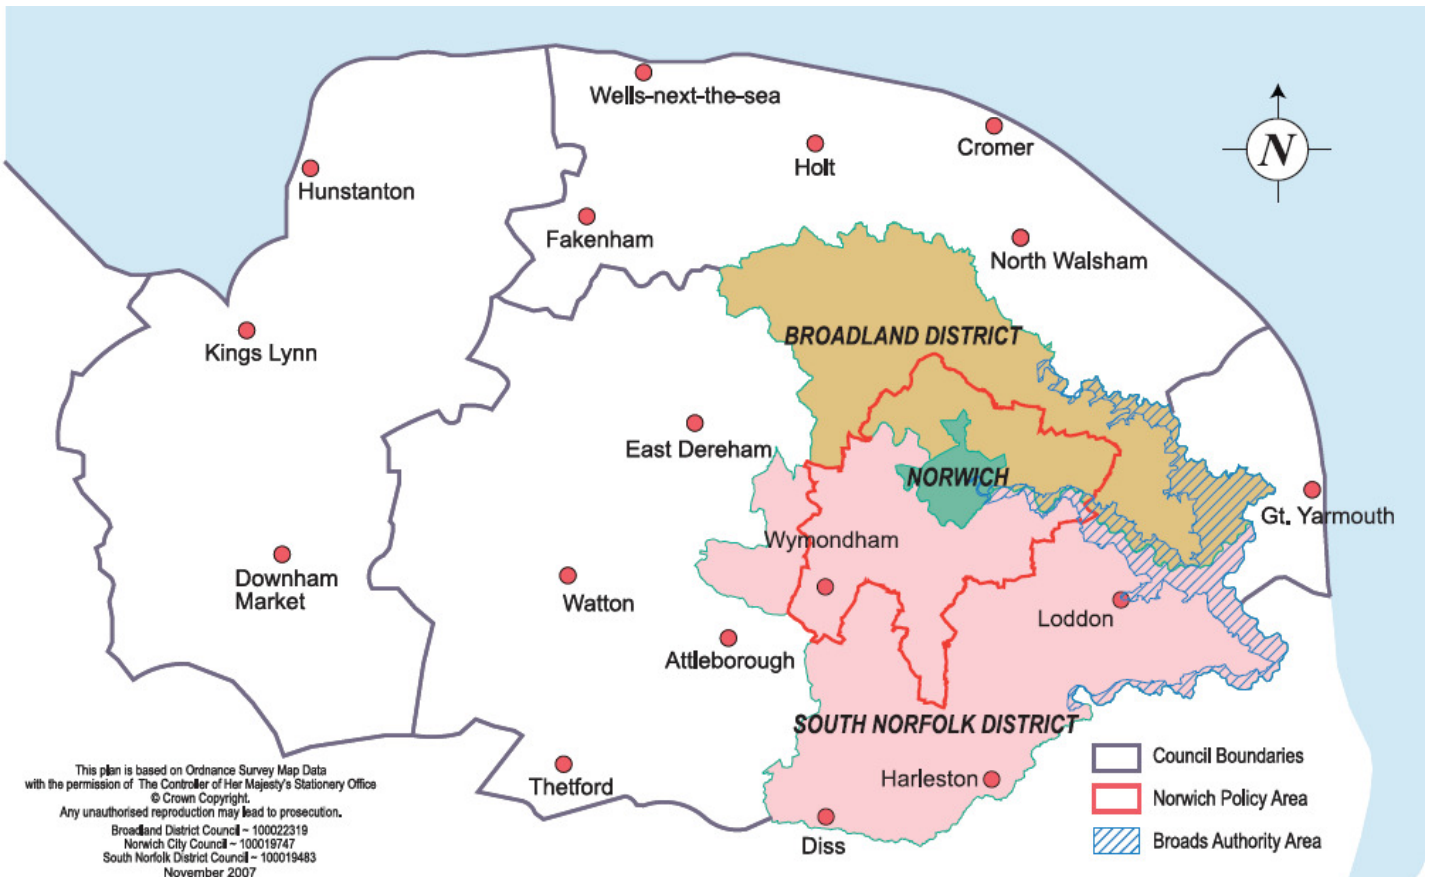 Wells-next-the-sea
Cromer
Holt
N
Hunstanton
Fakenham
North Walsham
BROADLAND DISTRICT
Kings Lynn
East Dereham
NORWICH
Gt. Yarmouth
Wymondham
Downham
Market
Watton
Loddon
Attleborough
SOUTH NORFOLK DISTRICT
Harleston
Thetford
Diss
Council Boundaries
Norwich Policy Area
Broads Authority Area
This plan is based on Ordnance Survey Map Data
with the permission of The Controller of Her Majesty's Stationery Office
© Crown Copyright.
Any unauthorised reproduction may lead to prosecution.
Broadland District Council ~ 100022319
Norwich City Council ~ 100019747
South Norfolk District Council ~ 100019483
November 2007